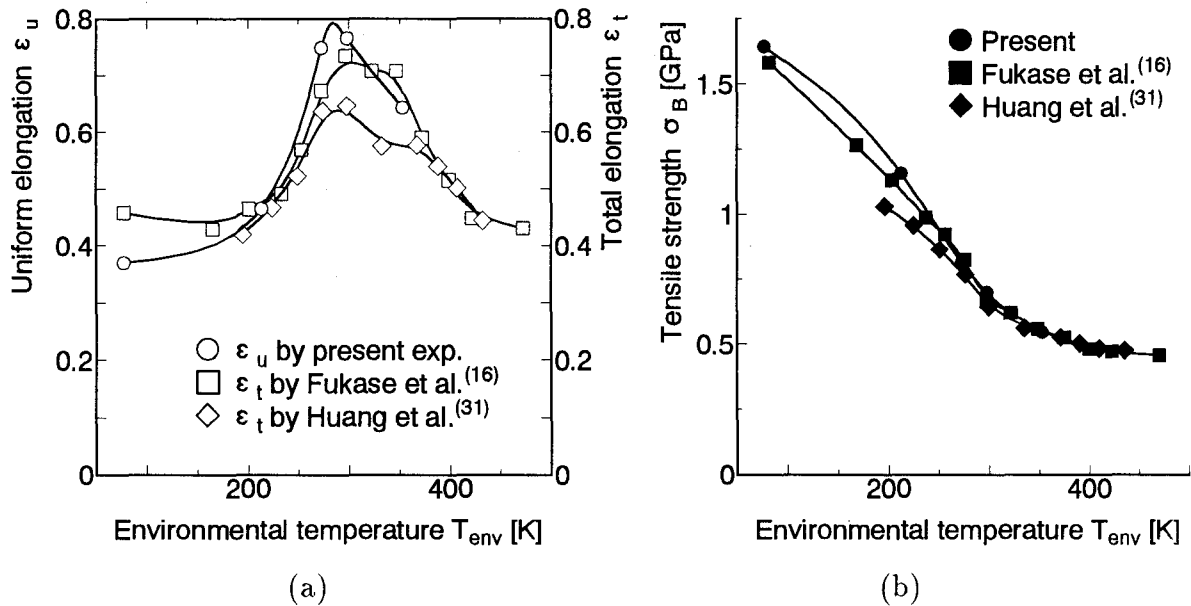 0.8
0.6
0.4
0.2
0
Uniform elongation ε u
0.8
0.6
0.4
0.2
0
Total elongation ε t
ε u by present exp.
ε t by Fukase et al.(16)
ε t by Huang et al.(31)
200 400
Environmental temperature Tenv [K]
(a)
1.5
1
0.5
0
Tensile strength σ B [GPa]
Present
Fukase et al.(16)
Huang et al.(31)
200 400
Environmental temperature Tenv [K]
(b)